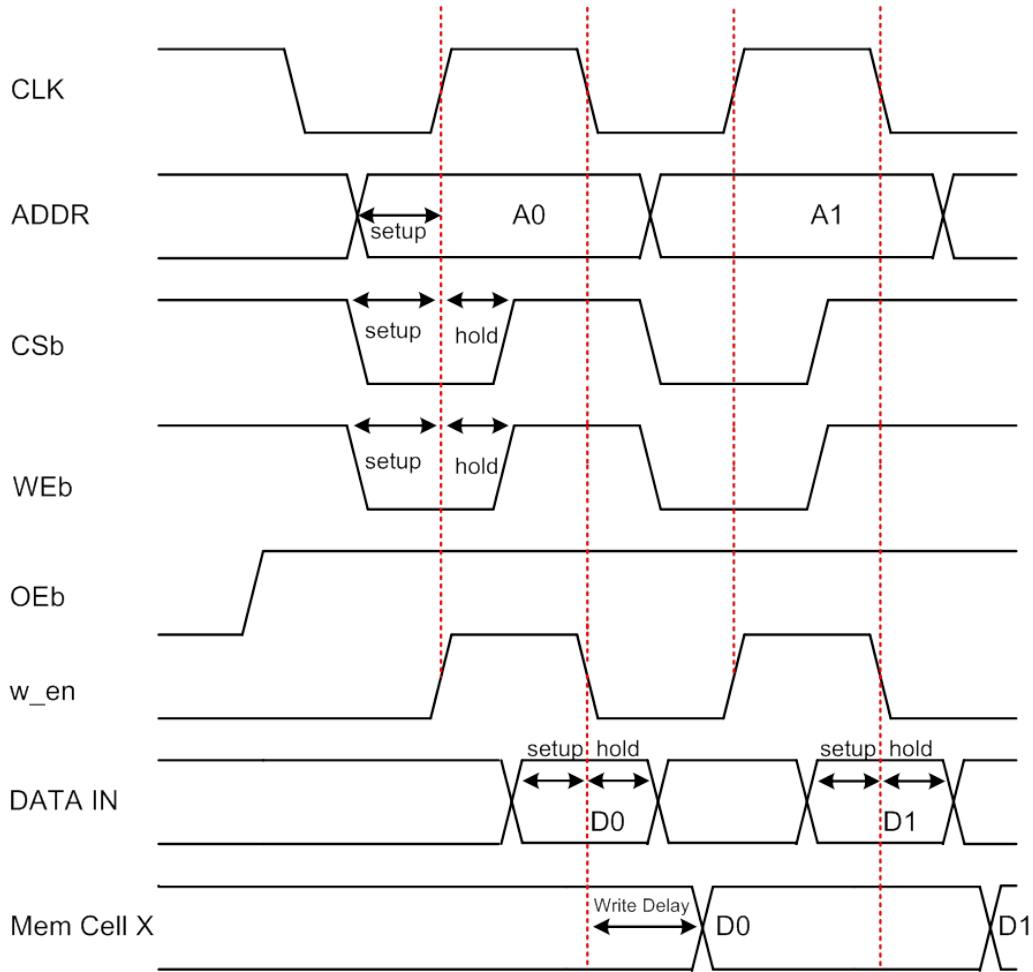 CLK
ADDR
setup
A0
A1
CSb
setup
hold
WEb
setup
hold
OEb
w_en
DATA IN
setup hold
D0
setup hold
D1
Mem Cell X
Write Delay
D0
D1